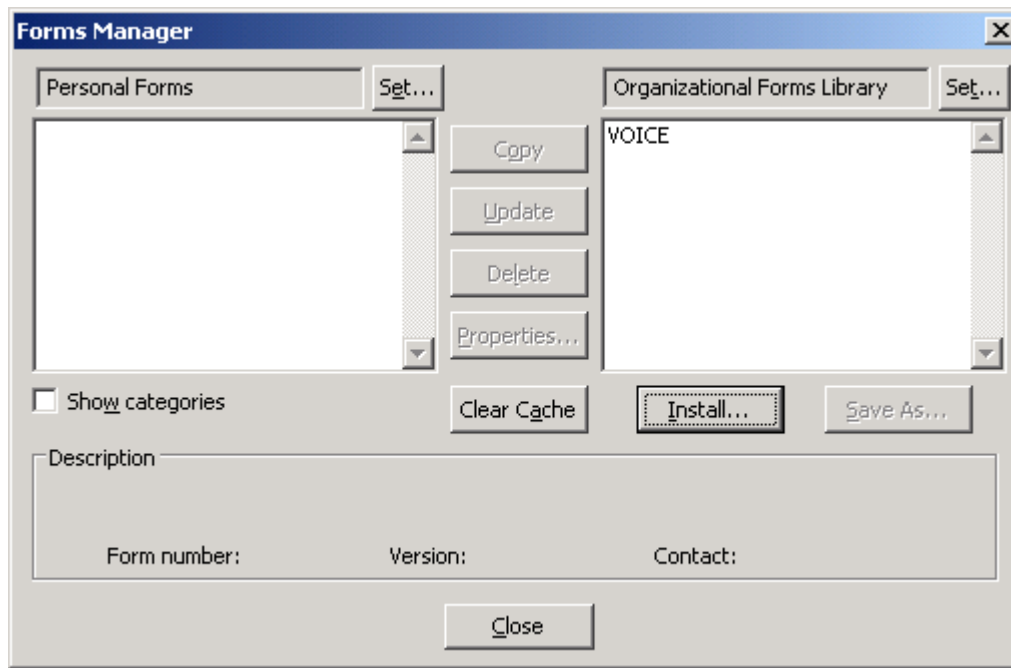 Forms Manager
Personal Forms
Set...
Organizational Forms Library
Set...
Copy
VOICE
Update
Delete
Properties...
Show categories
Clear Cache
Install...
Save As...
Description
Form number:
Version:
Contact:
Close